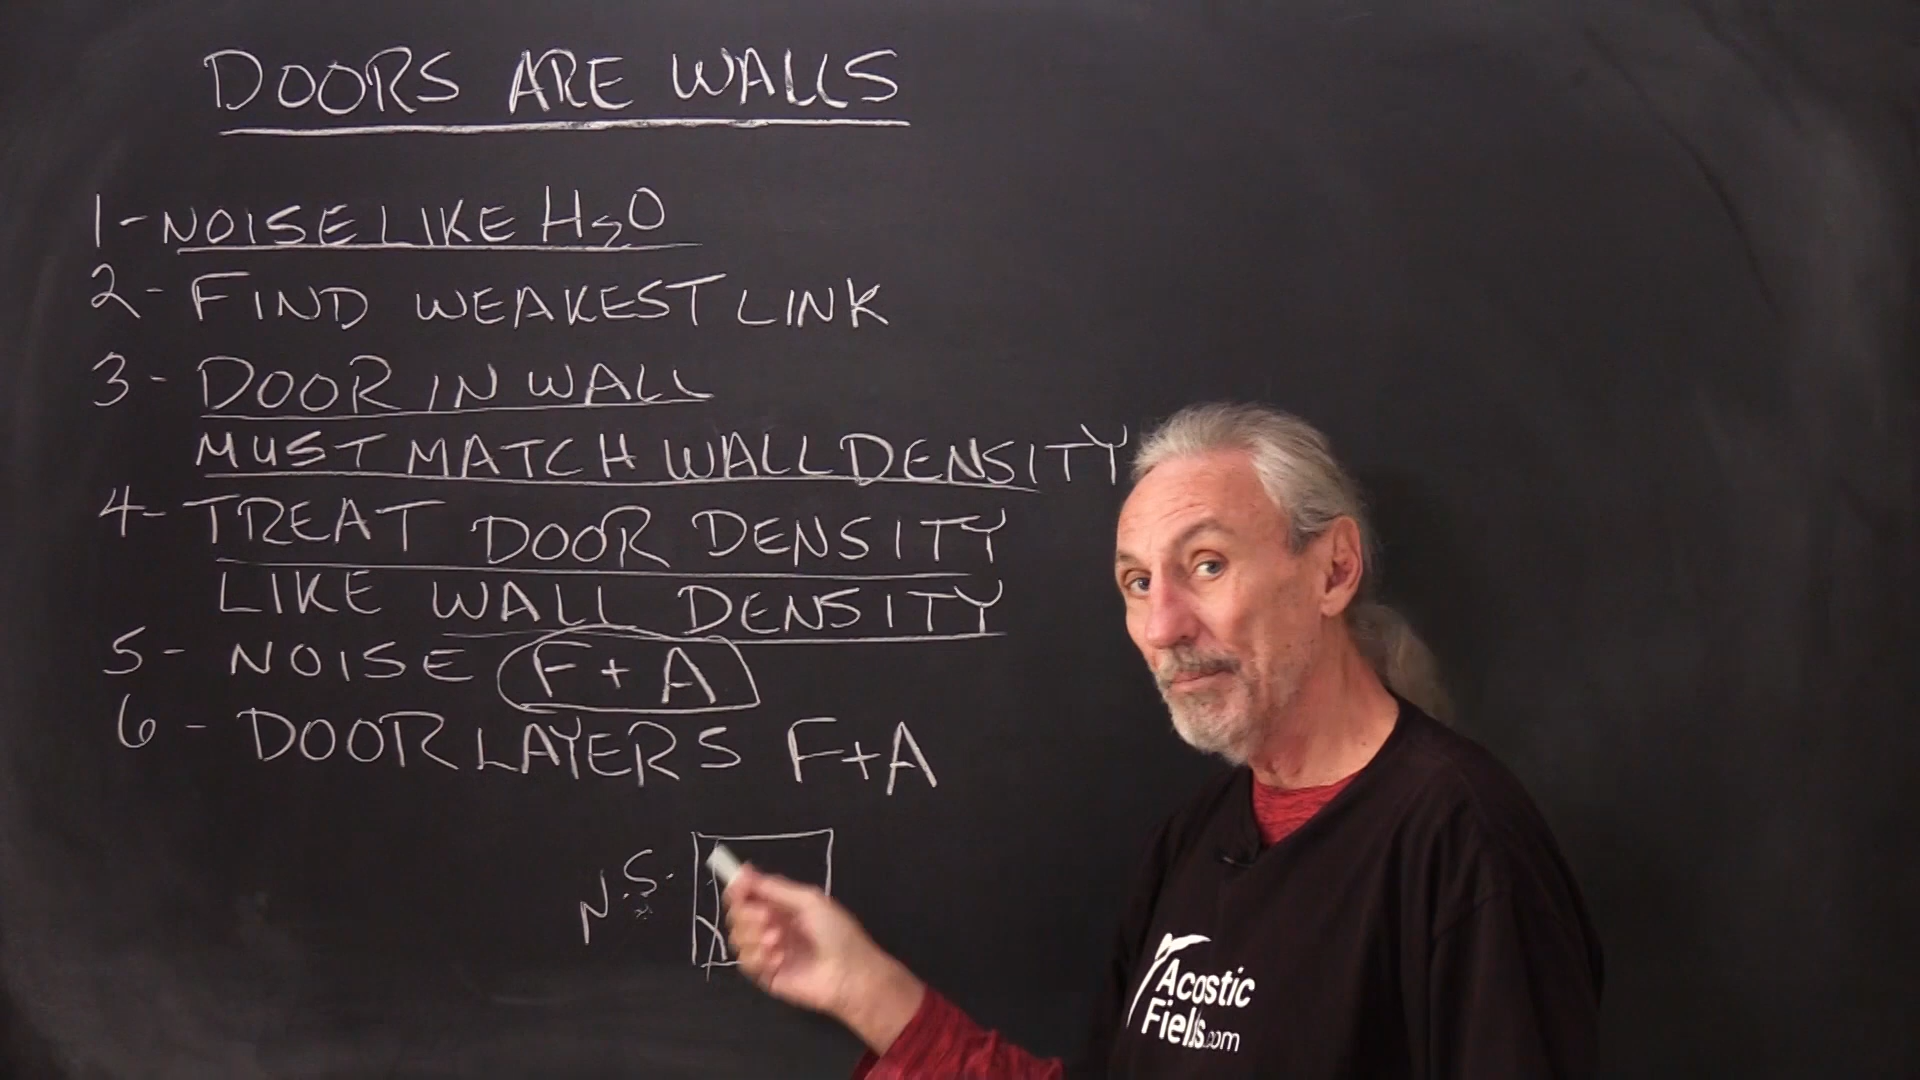 DOORS ARE WALLS
1- NOISE LIKE H2O
2- FIND WEAKEST LINK
3- DOOR IN WALL
MUST MATCH WALL DENSITY
4- TREAT DOOR DENSITY
LIKE WALL DENSITY
5- NOISE F+A
6- DOOR LAYERS F+A
N.S.
Acostic
Fields.com